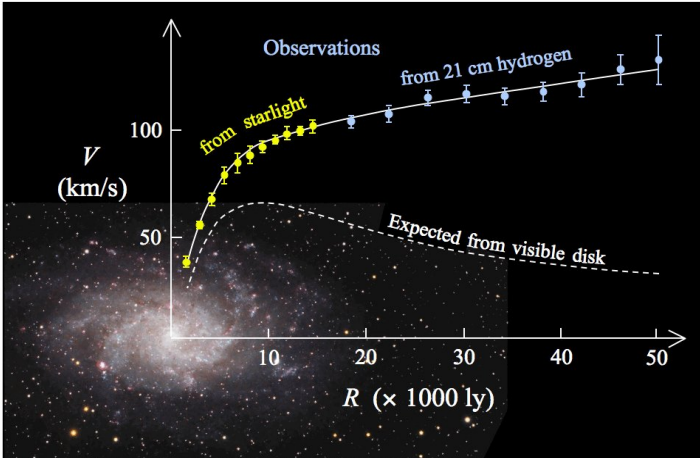 Observations
from 21 cm hydrogen
from starlight
100
V
(km/s)
Expected from visible disk
50
10
20
30
40
50
R (× 1000 ly)